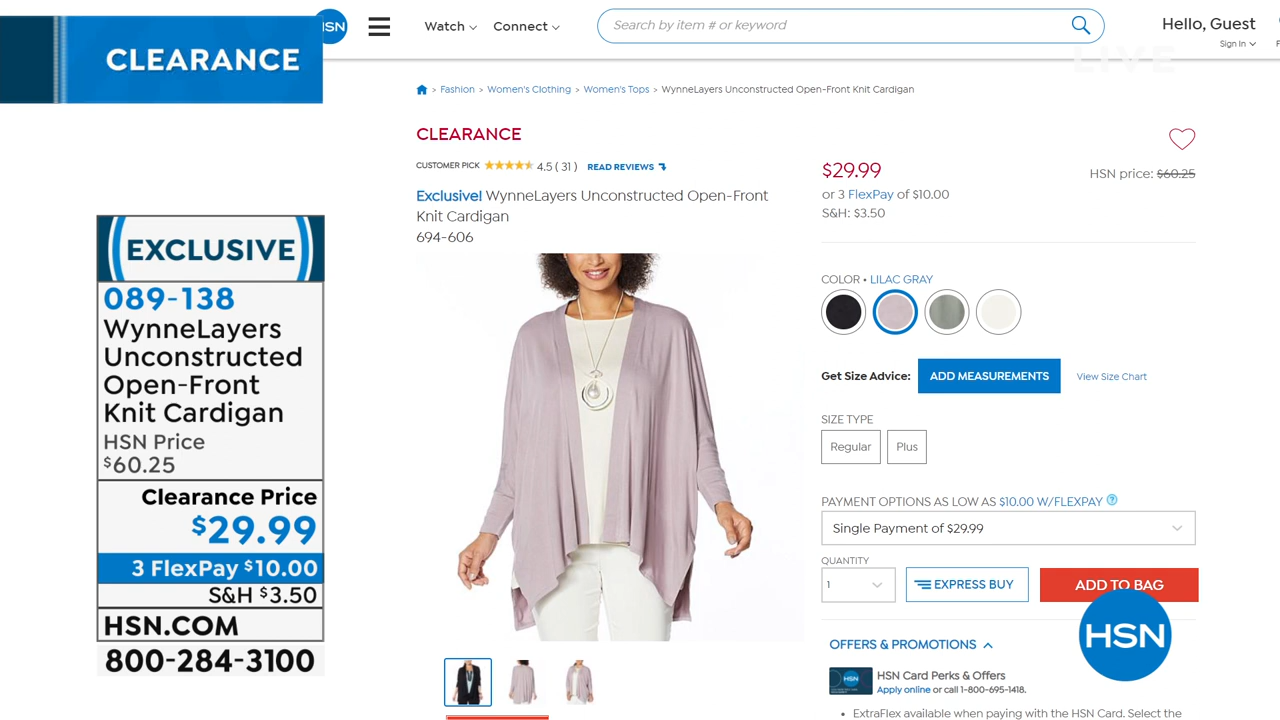 CLEARANCE
HSN
Watch
Connect
Search by item # or keyword
Hello, Guest
Sign In
LIVE
> Fashion > Women's Clothing > Women's Tops > WynneLayers Unconstructed Open-Front Knit Cardigan
CLEARANCE
CUSTOMER PICK 4.5 ( 31 ) READ REVIEWS
Exclusive! WynneLayers Unconstructed Open-Front
Knit Cardigan
694-606
$29.99
HSN price: $60.25
or 3 FlexPay of $10.00
S&H: $3.50
COLOR • LILAC GRAY
Get Size Advice: ADD MEASUREMENTS View Size Chart
SIZE TYPE
Regular Plus
PAYMENT OPTIONS AS LOW AS $10.00 W/FLEXPAY ?
Single Payment of $29.99
QUANTITY
1
EXPRESS BUY
ADD TO BAG
HSN
OFFERS & PROMOTIONS
HSN
HSN Card Perks & Offers
Apply online or call 1-800-695-1418.
• ExtraFlex available when paying with the HSN Card. Select the
EXCLUSIVE
089-138
WynneLayers
Unconstructed
Open-Front
Knit Cardigan
HSN Price
$60.25
Clearance Price
$29.99
3 FlexPay $10.00
S&H $3.50
HSN.COM
800-284-3100